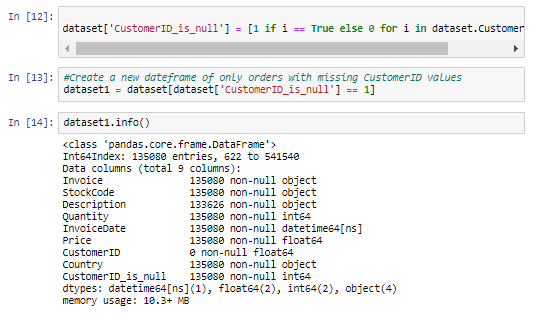 In [12]:
dataset['CustomerID_is_null'] = [1 if i == True else 0 for i in dataset.Customer
In [13]: #Create a new dateframe of only orders with missing CustomerID values
dataset1 = dataset[dataset['CustomerID_is_null'] == 1]
In [14]: dataset1.info()
<class 'pandas.core.frame.DataFrame'>
Int64Index: 135080 entries, 622 to 541540
Data columns (total 9 columns):
Invoice 135080 non-null object
StockCode 135080 non-null object
Description 133626 non-null object
Quantity 135080 non-null int64
InvoiceDate 135080 non-null datetime64[ns]
Price 135080 non-null float64
CustomerID 0 non-null float64
Country 135080 non-null object
CustomerID_is_null 135080 non-null int64
dtypes: datetime64[ns](1), float64(2), int64(2), object(4)
memory usage: 10.3+ MB